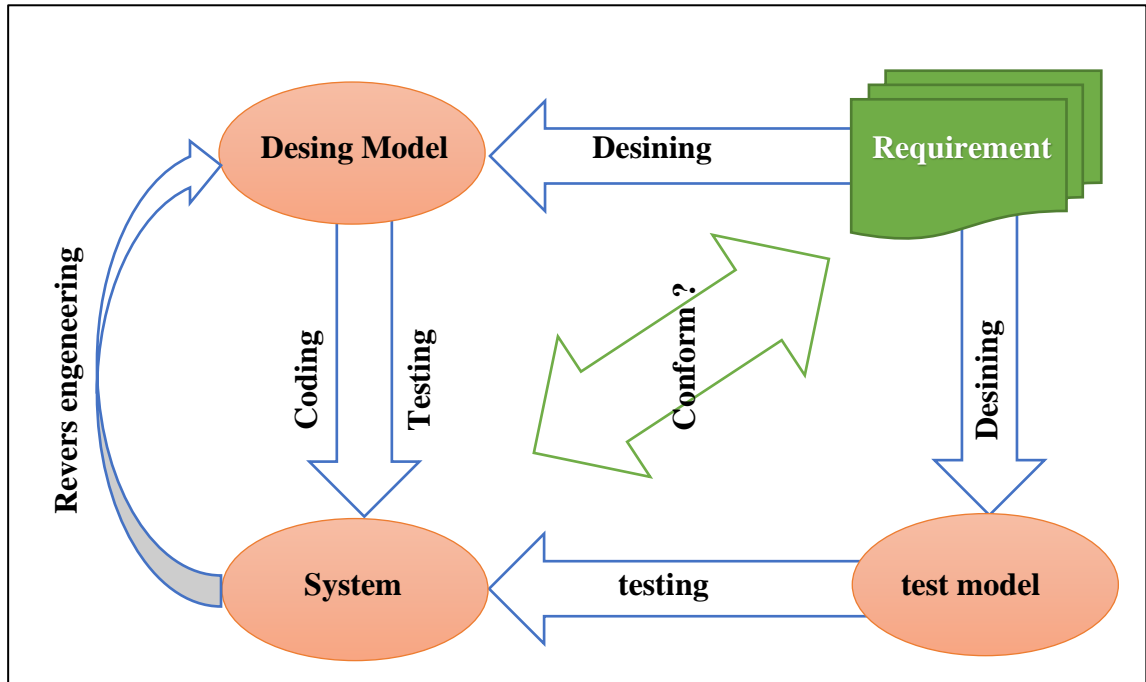 Desing Model
Desining
Requirement
Revers engeneering
Coding
Testing
Conform ?
Desining
System
testing
test model